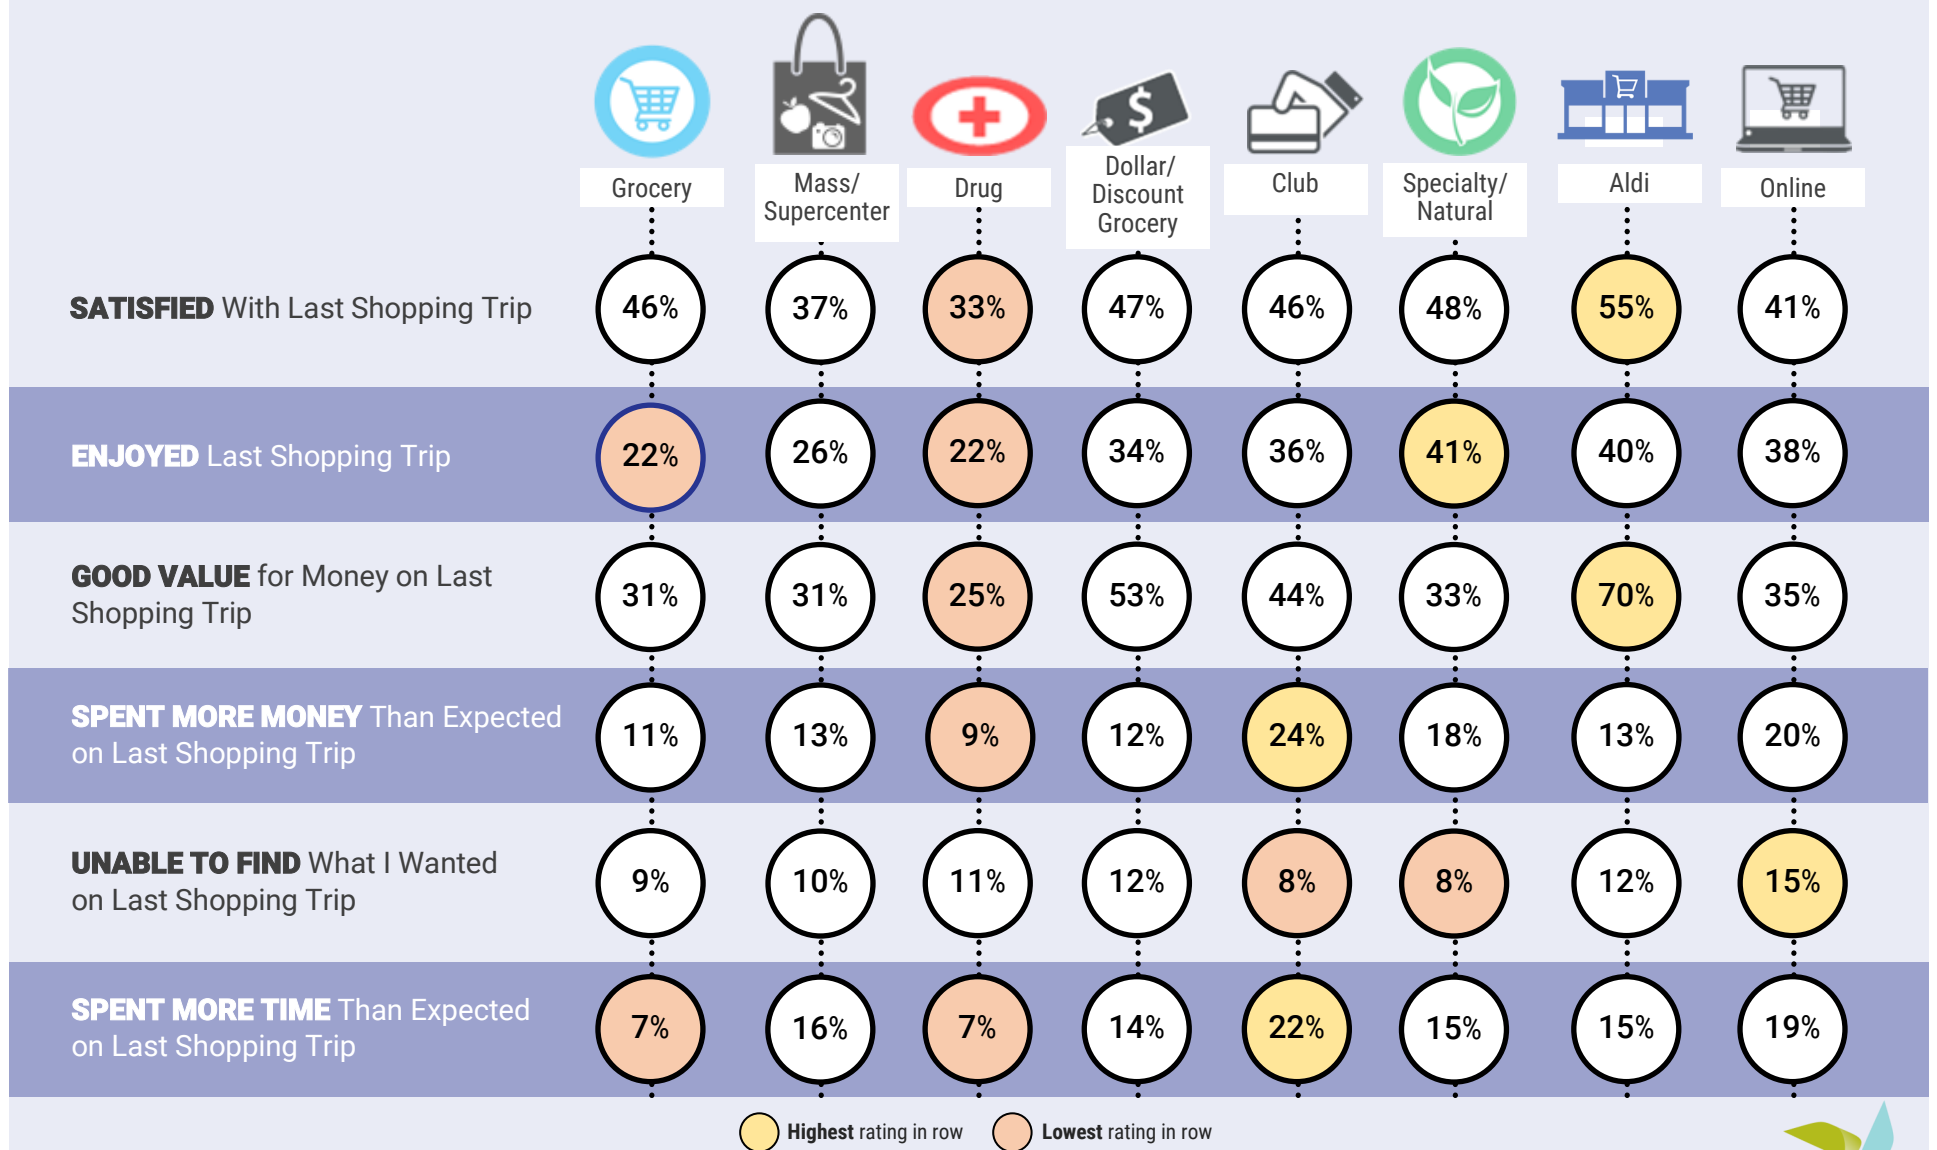 $
Grocery
Mass/
Supercenter
Drug
Dollar/
Discount
Grocery
Club
Specialty/
Natural
Aldi
Online
SATISFIED With Last Shopping Trip
46% 37% 33% 47% 46% 48% 55% 41%
ENJOYED Last Shopping Trip
22% 26% 22% 34% 36% 41% 40% 38%
GOOD VALUE for Money on Last
Shopping Trip
31% 31% 25% 53% 44% 33% 70% 35%
SPENT MORE MONEY Than Expected
on Last Shopping Trip
11% 13% 9% 12% 24% 18% 13% 20%
UNABLE TO FIND What I Wanted
on Last Shopping Trip
9% 10% 11% 12% 8% 8% 12% 15%
SPENT MORE TIME Than Expected
on Last Shopping Trip
7% 16% 7% 14% 22% 15% 15% 19%
Highest rating in row
Lowest rating in row